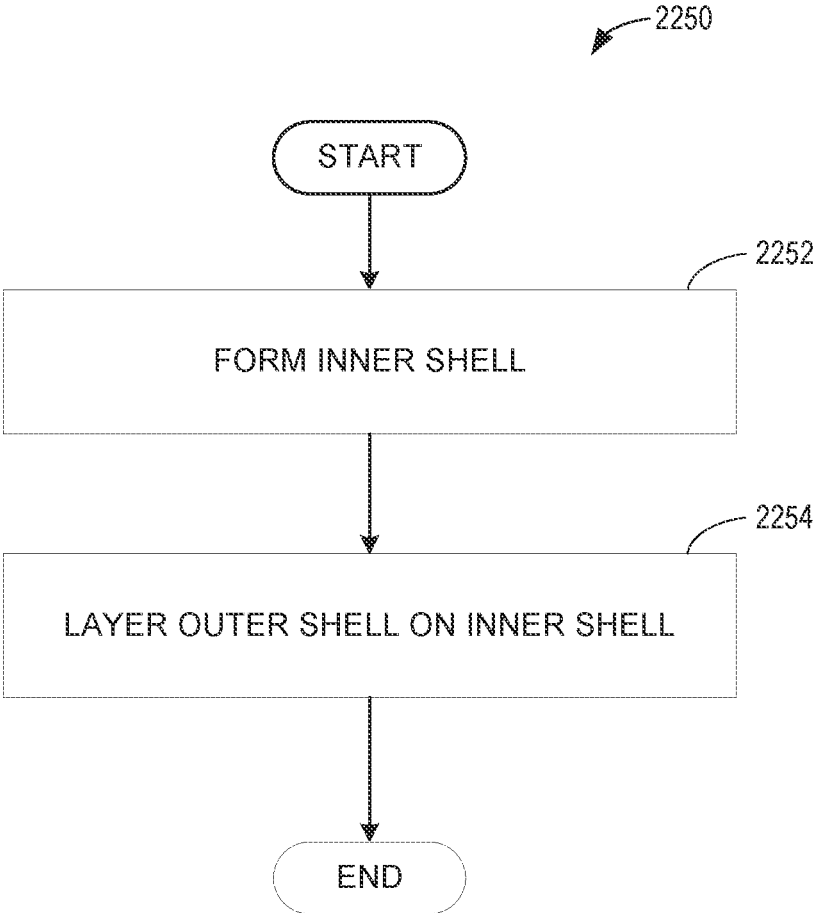 2250
START
2252
FORM INNER SHELL
2254
LAYER OUTER SHELL ON INNER SHELL
END